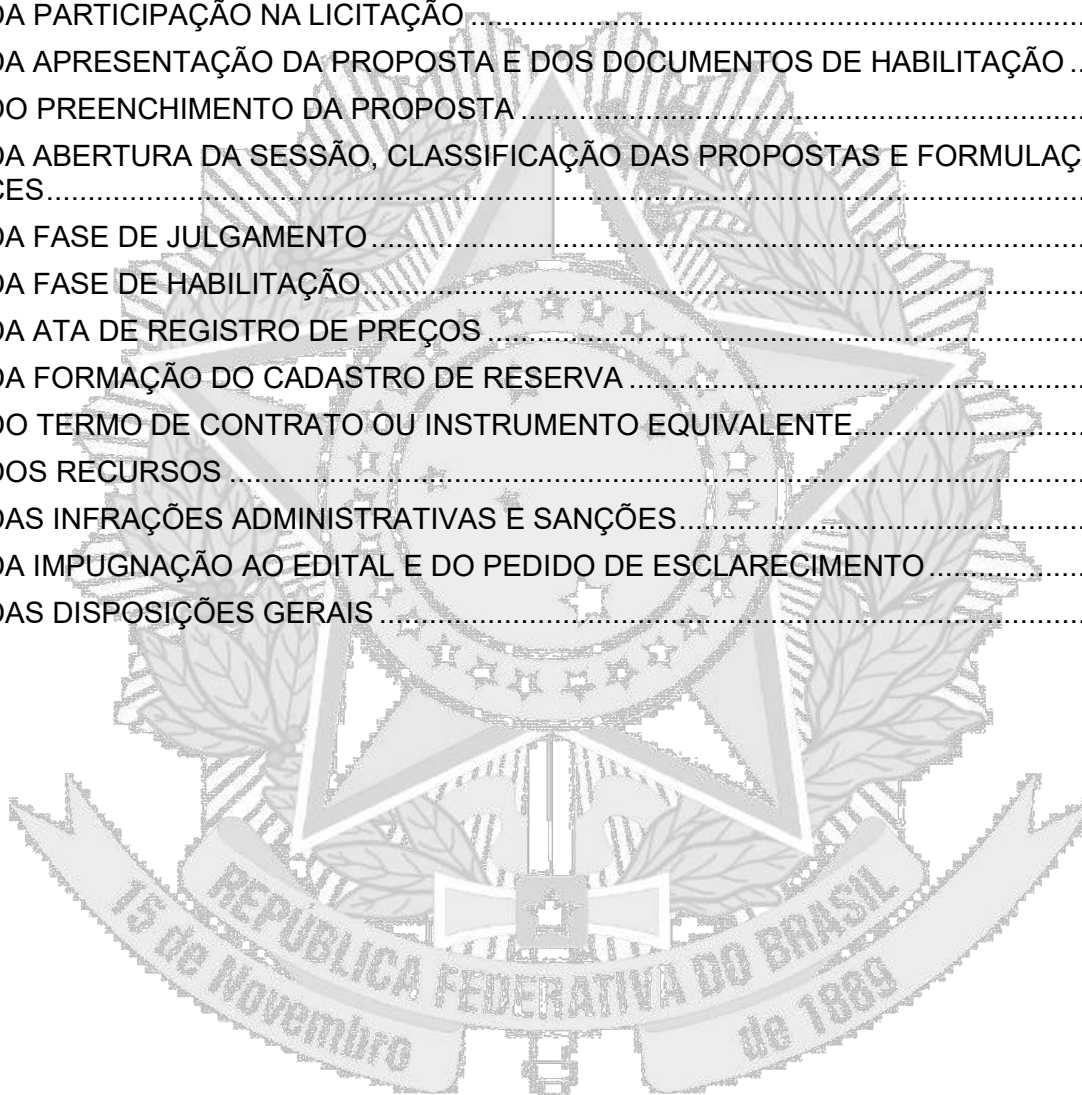 DA PARTICIPAÇÃO NA LICITAÇÃO
DA APRESENTAÇÃO DA PROPOSTA E DOS DOCUMENTOS DE HABILITAÇÃO
DO PREENCHIMENTO DA PROPOSTA
DA ABERTURA DA SESSÃO, CLASSIFICAÇÃO DAS PROPOSTAS E FORMULAÇ
CES
DA FASE DE JULGAMENTO
DA FASE DE HABILITAÇÃO
DA ATA DE REGISTRO DE PREÇOS
DA FORMAÇÃO DO CADASTRO DE RESERVA
DO TERMO DE CONTRATO OU INSTRUMENTO EQUIVALENTE
DOS RECURSOS
DAS INFRAÇÕES ADMINISTRATIVAS E SANÇÕES
DA IMPUGNAÇÃO AO EDITAL E DO PEDIDO DE ESCLARECIMENTO
DAS DISPOSIÇÕES GERAIS
REPÚBLICA FEDERATIVA DO BRASIL
15 de Novembro de 1889